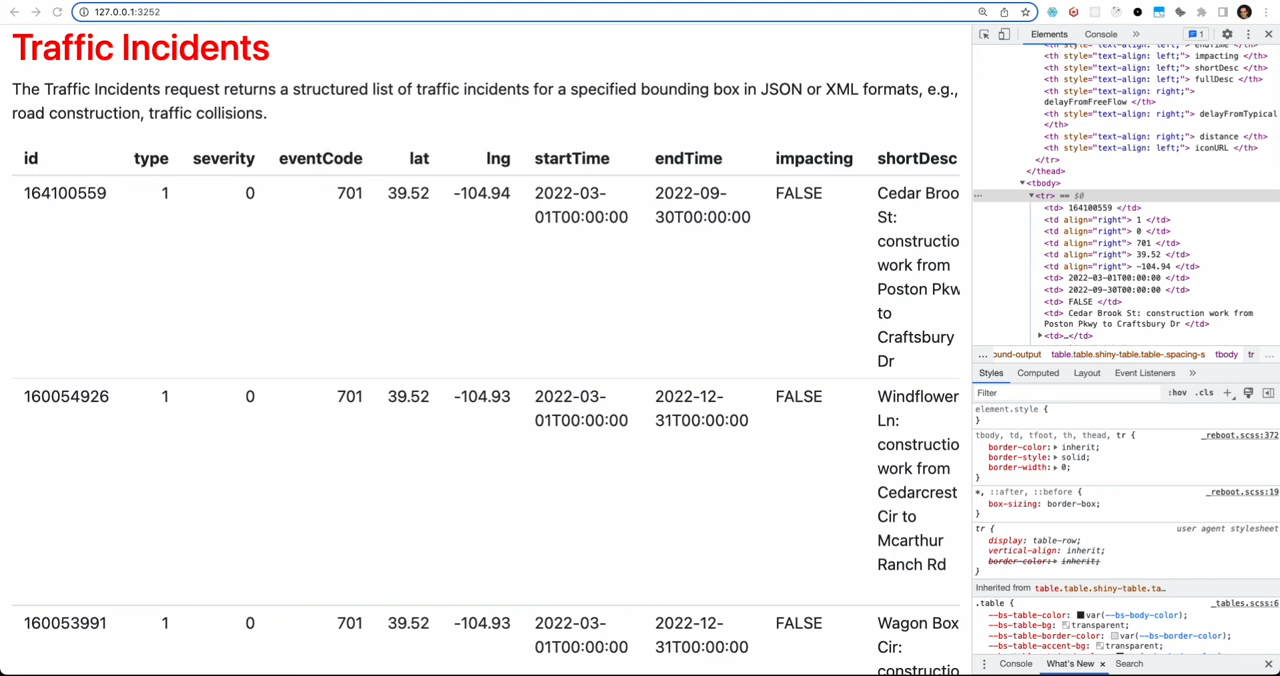 127.0.0.1:3252
Traffic Incidents
The Traffic Incidents request returns a structured list of traffic incidents for a specified bounding box in JSON or XML formats, e.g.,
road construction, traffic collisions.
id type severity eventCode lat lng startTime endTime impacting shortDesc
164100559 1 0 701 39.52 -104.94 2022-03- 2022-09- FALSE Cedar Broo
01T00:00:00 30T00:00:00 St:
constructio
work from
Poston Pkw
to
Craftsbury
Dr
160054926 1 0 701 39.52 -104.93 2022-03- 2022-12- FALSE Windflower
01T00:00:00 31T00:00:00 Ln:
constructio
work from
Cedarcrest
Cir to
Mcarthur
Ranch Rd
160053991 1 0 701 39.52 -104.93 2022-03- 2022-12- FALSE Wagon Box
01T00:00:00 31T00:00:00 Cir:
constructio
Elements Console » 1
<th style="text-align: left;"> endTime </th>
<th style="text-align: left;"> impacting </th>
<th style="text-align: left;"> shortDesc </th>
<th style="text-align: left;"> fullDesc </th>
<th style="text-align: right;">
delayFromFreeFlow </th>
<th style="text-align: right;"> delayFromTypical
</th>
<th style="text-align: right;"> distance </th>
<th style="text-align: left;"> iconURL </th>
</tr>
</thead>
<tbody>
<tr> == $0
<td> 164100559 </td>
<td align="right"> 1 </td>
<td align="right"> 0 </td>
<td align="right"> 701 </td>
<td align="right"> 39.52 </td>
<td align="right"> -104.94 </td>
<td> 2022-03-01T00:00:00 </td>
<td> 2022-09-30T00:00:00 </td>
<td> FALSE </td>
<td> Cedar Brook St: construction work from
Poston Pkwy to Craftsbury Dr </td>
<td>…</td>
… ound-output table.table.shiny-table.table-.spacing-s tbody tr …
Styles Computed Layout Event Listeners »
Filter :hov .cls +
element.style {
}
tbody, td, tfoot, th, thead, tr { _reboot.scss:372
border-color: inherit;
border-style: solid;
border-width: 0;
}
*, ::after, ::before { _reboot.scss:19
box-sizing: border-box;
}
tr { user agent stylesheet
display: table-row;
vertical-align: inherit;
border-color: inherit;
}
Inherited from table.table.shiny-table.ta…
.table { _tables.scss:6
--bs-table-color: var(--bs-body-color);
--bs-table-bg: transparent;
--bs-table-border-color: var(--bs-border-color);
--bs-table-accent-bg: transparent;
Console What's New × Search